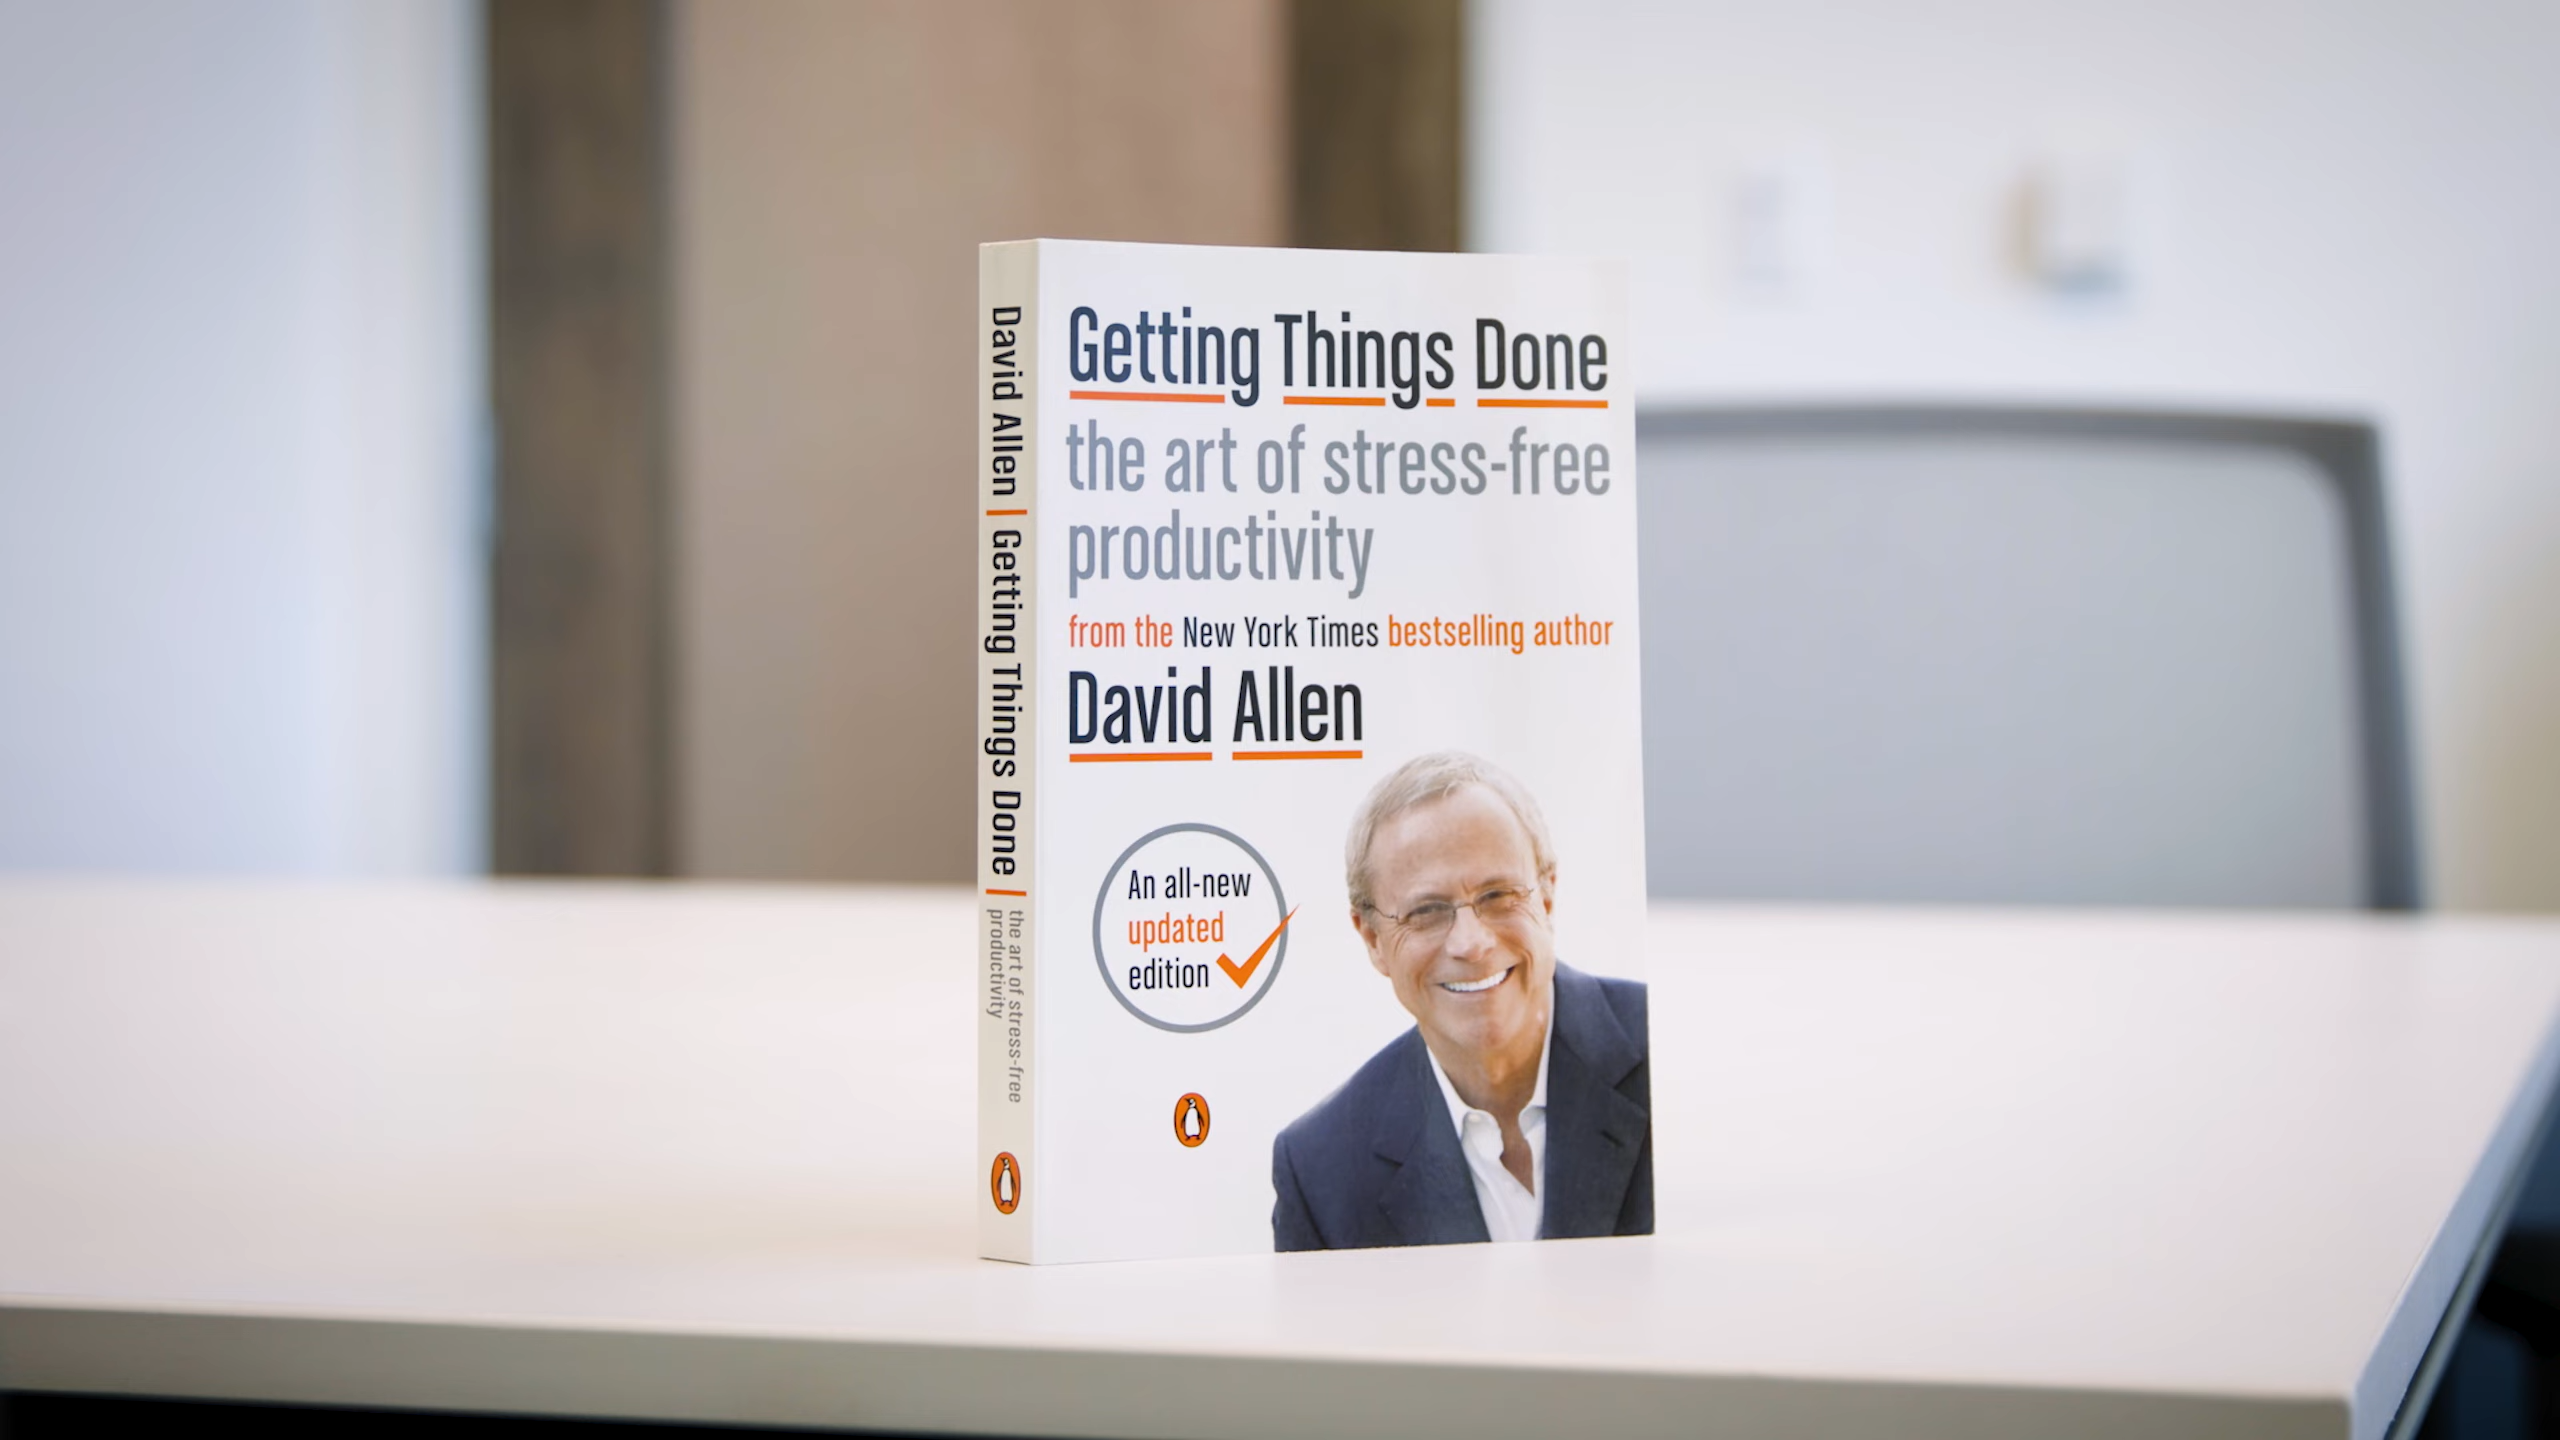 David Allen | Getting Things Done | the art of stress-free
productivity
Getting Things Done
the art of stress-free
productivity
from the New York Times bestselling author
David Allen
An all-new
updated
edition